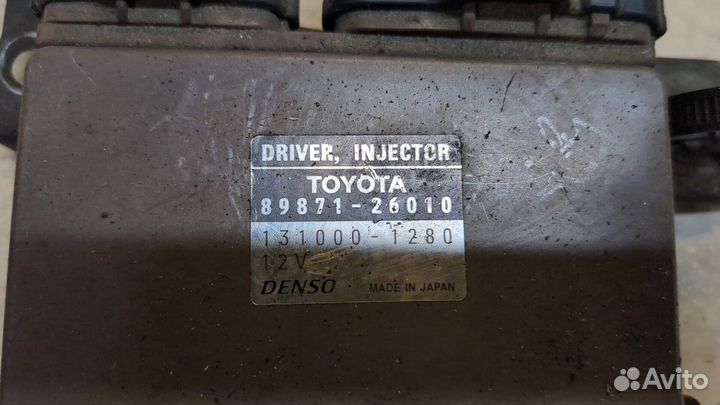 DRIVER, INJECTOR
TOYOTA
89871-26010
131000-1280
12V
DENSO MADE IN JAPAN
Avito